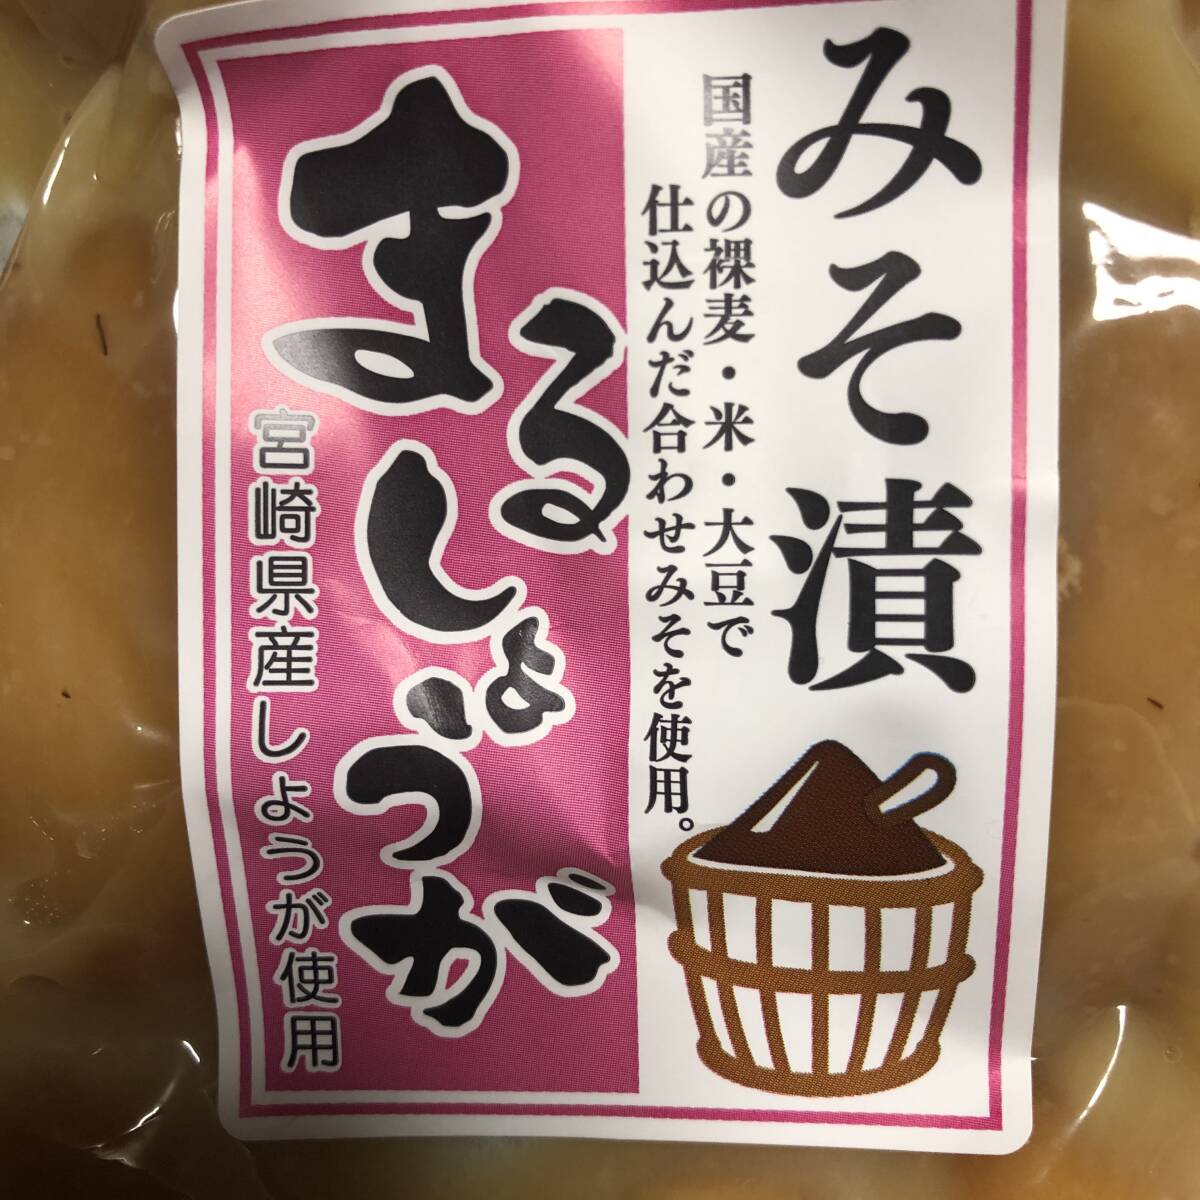 みそ漬
国産の裸麦・米・大豆で
仕込んだ合わせみそを使用。
まるしょうが
宮崎県産しょうが使用